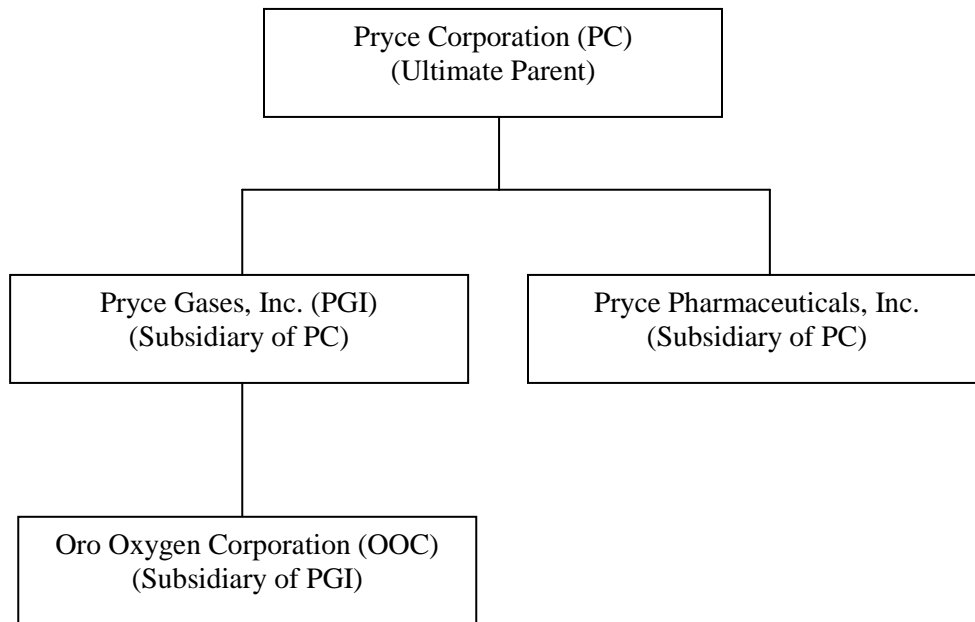 Pryce Corporation (PC)
(Ultimate Parent)
Pryce Gases, Inc. (PGI)
(Subsidiary of PC)
Pryce Pharmaceuticals, Inc.
(Subsidiary of PC)
Oro Oxygen Corporation (OOC)
(Subsidiary of PGI)